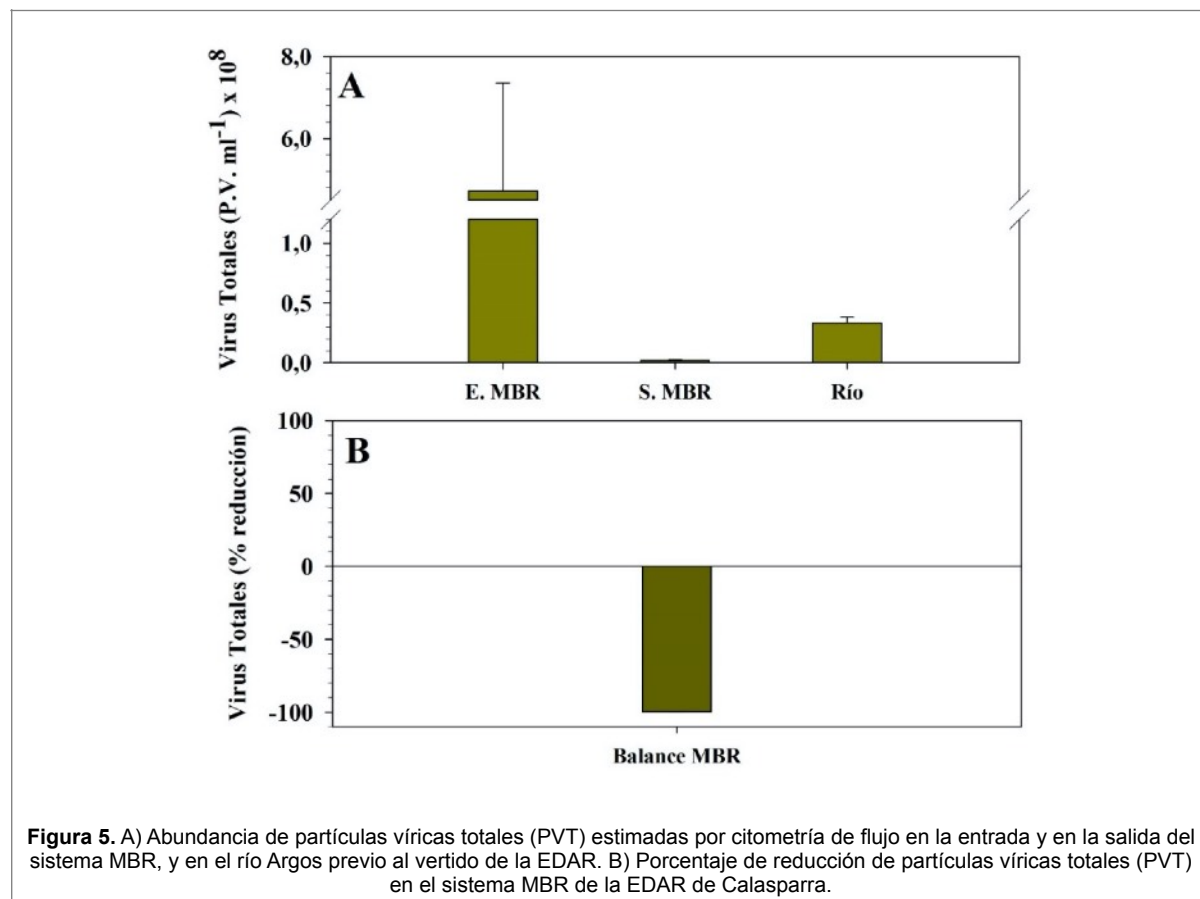 Virus Totales (P.V. ml-1) x 108
8,0
A
6,0
1,0
0,5
0,0
E. MBR S. MBR Río
Virus Totales (% reducción)
100
B
50
0
-50
-100
Balance MBR
Figura 5. A) Abundancia de partículas víricas totales (PVT) estimadas por citometría de flujo en la entrada y en la salida del
sistema MBR, y en el río Argos previo al vertido de la EDAR. B) Porcentaje de reducción de partículas víricas totales (PVT)
en el sistema MBR de la EDAR de Calasparra.